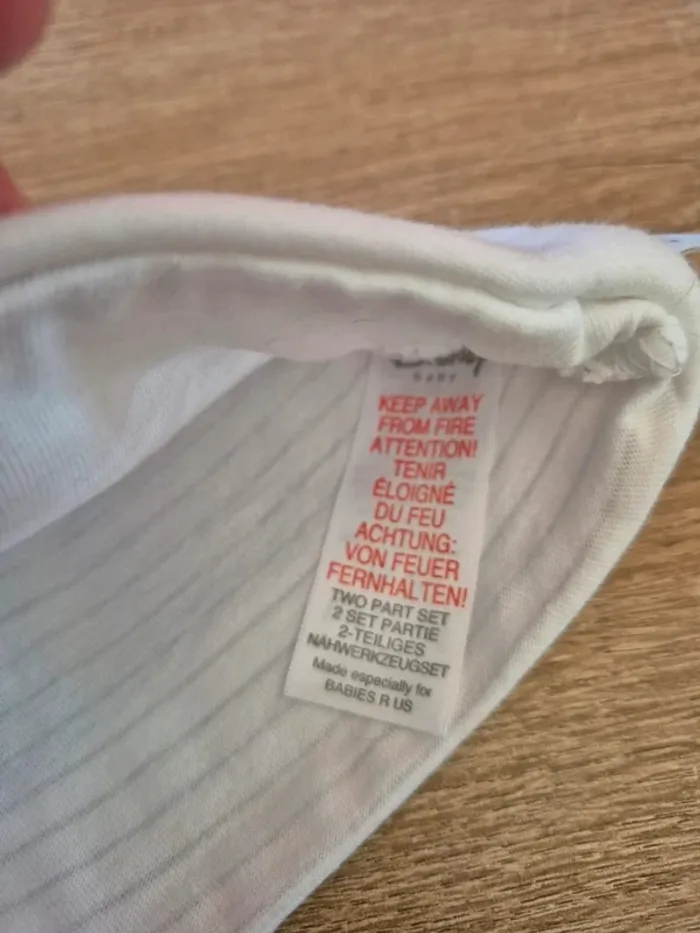 BABY
KEEP AWAY
FROM FIRE
ATTENTION!
TENIR
ÉLOIGNÉ
DU FEU
ACHTUNG:
VON FEUER
FERNHALTEN!
TWO PART SET
2 SET PARTIE
2-TEILIGES
NAHWERKZEUGSET
Made especially for
BABIES R US